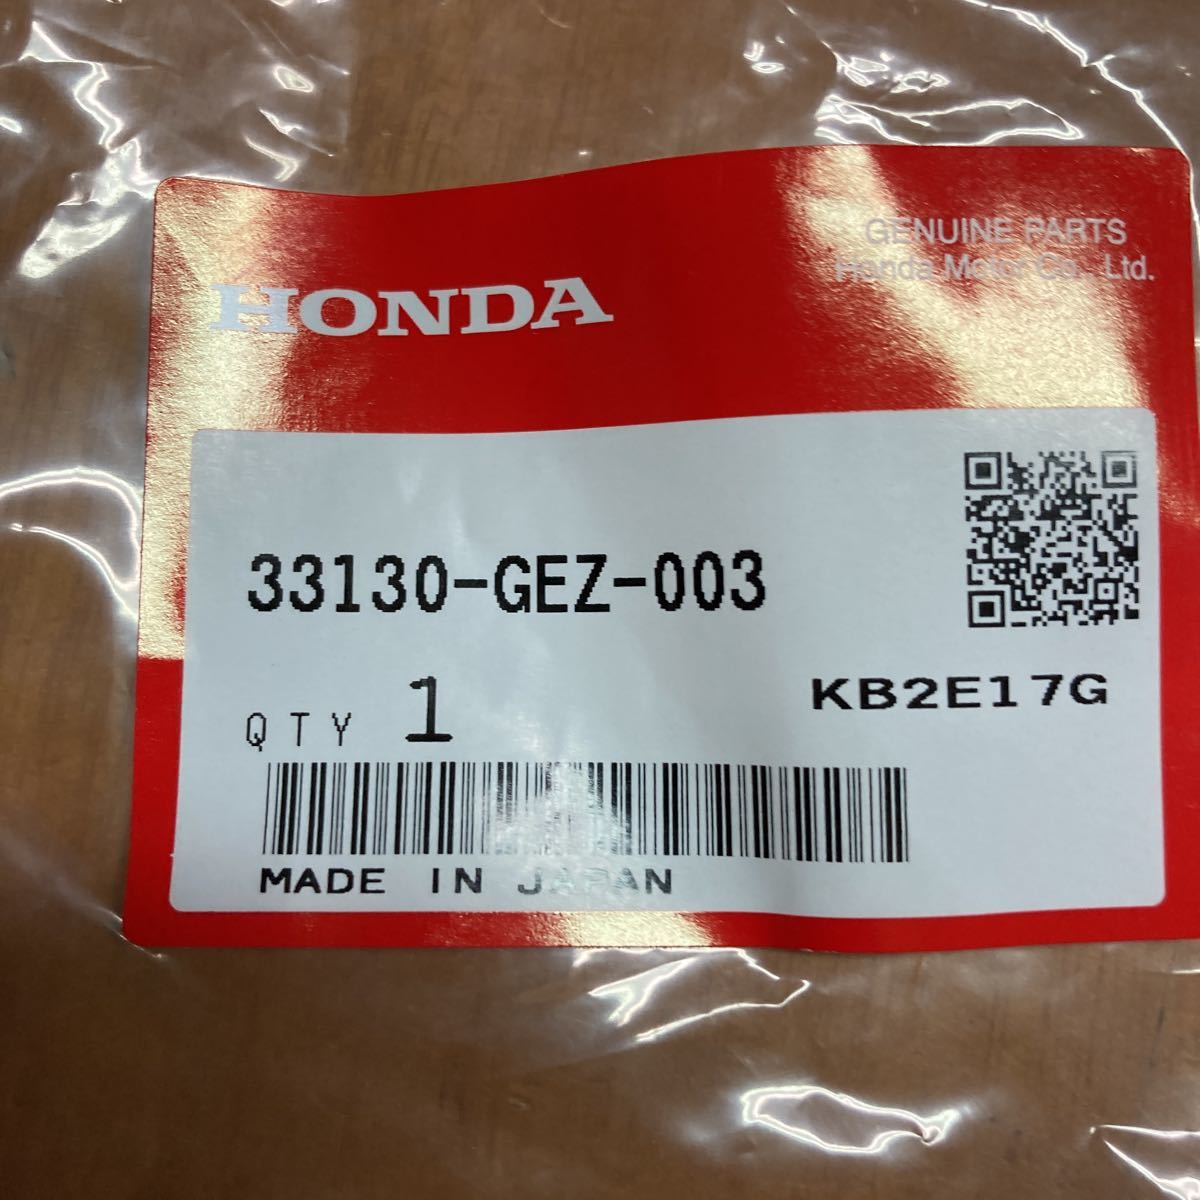 GENUINE PARTS
Honda Motor Co., Ltd.
HONDA
33130-GEZ-003
QTY 1
KB2E17G
MADE IN JAPAN